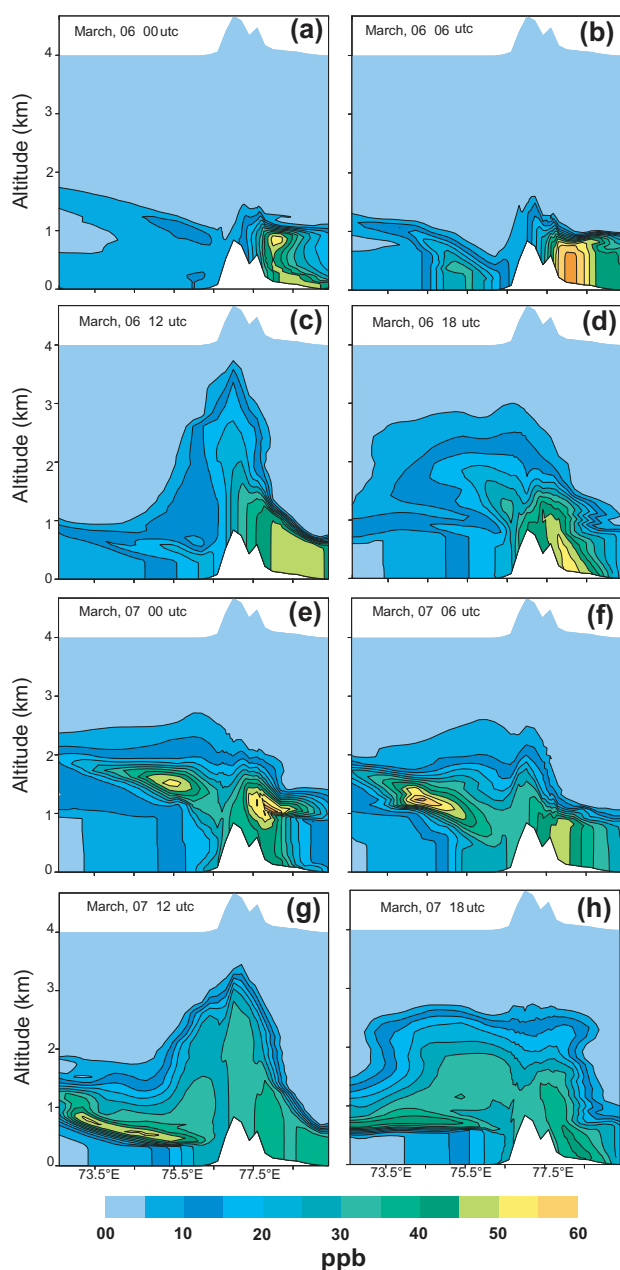 March, 06 00 utc (a)
March, 06 06 utc (b)
4
3
2
1
0
Altitude (km)
March, 06 12 utc (c)
March, 06 18 utc (d)
4
3
2
1
0
Altitude (km)
March, 07 00 utc (e)
March, 07 06 utc (f)
4
3
2
1
0
Altitude (km)
March, 07 12 utc (g)
March, 07 18 utc (h)
4
3
2
1
0
Altitude (km)
73.5°E 75.5°E 77.5°E
73.5°E 75.5°E 77.5°E
00 10 20 30 40 50 60
ppb